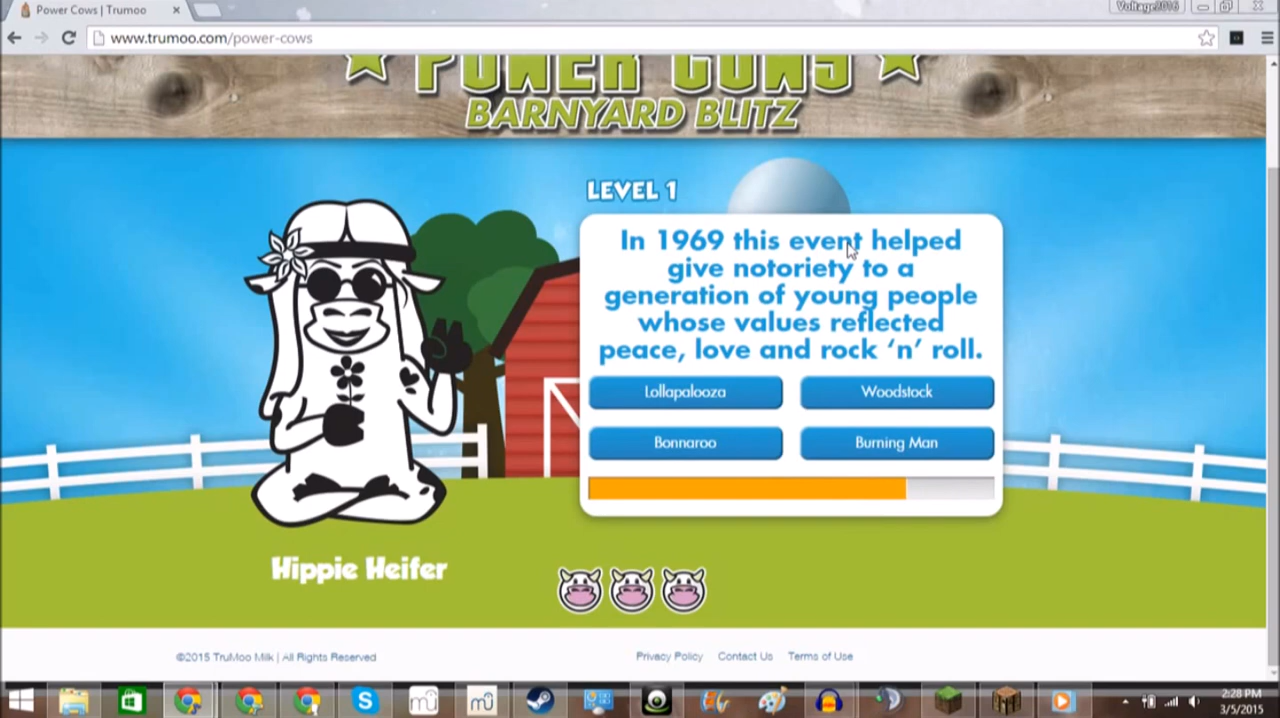 Power Cows | Trumoo
Voltage2016
www.trumoo.com/power-cows
POWER COWS
BARNYARD BLITZ
LEVEL 1
In 1969 this event helped
give notoriety to a
generation of young people
whose values reflected
peace, love and rock ‘n’ roll.
Lollapalooza
Woodstock
Bonnaroo
Burning Man
Hippie Heifer
©2015 TruMoo Milk | All Rights Reserved
Privacy Policy
Contact Us
Terms of Use
2:28 PM
3/5/2015